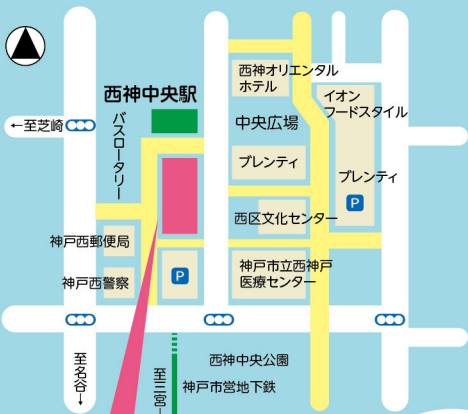 西神オリエンタル
ホテル
イオン
フードスタイル
西神中央駅
←至芝崎
バスロータリー
中央広場
プレンティ
プレンティ
P
西区文化センター
神戸西郵便局
神戸西警察
P
神戸市立西神戸
医療センター
至名谷→
至三宮→
西神中央公園
神戸市営地下鉄